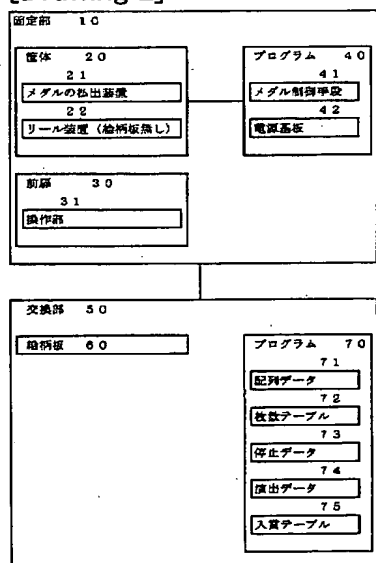 固定部 10
筐体 20
21
メダルの払出装置
22
リール装置（絵柄板無し）
プログラム 40
41
メダル制御手段
42
電源基板
前扉 30
31
操作部
交換部 50
絵柄板 60
プログラム 70
71
配列データ
72
枚数テーブル
73
停止データ
74
演出データ
75
入賞テーブル